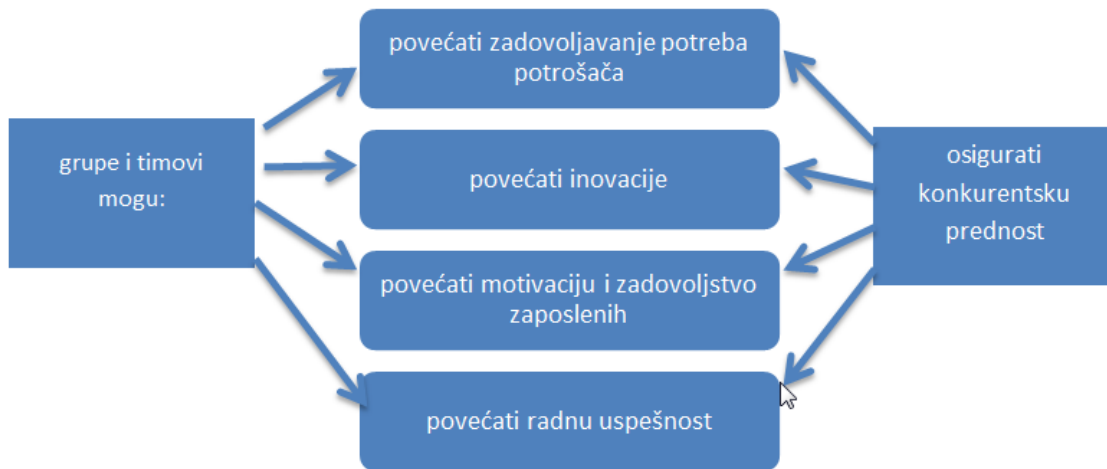 grupe i timovi
mogu:
povećati zadovoljavanje potreba
potrošača
povećati inovacije
povećati motivaciju i zadovoljstvo
zaposlenih
povećati radnu uspešnost
osigurati
konkurentsku
prednost